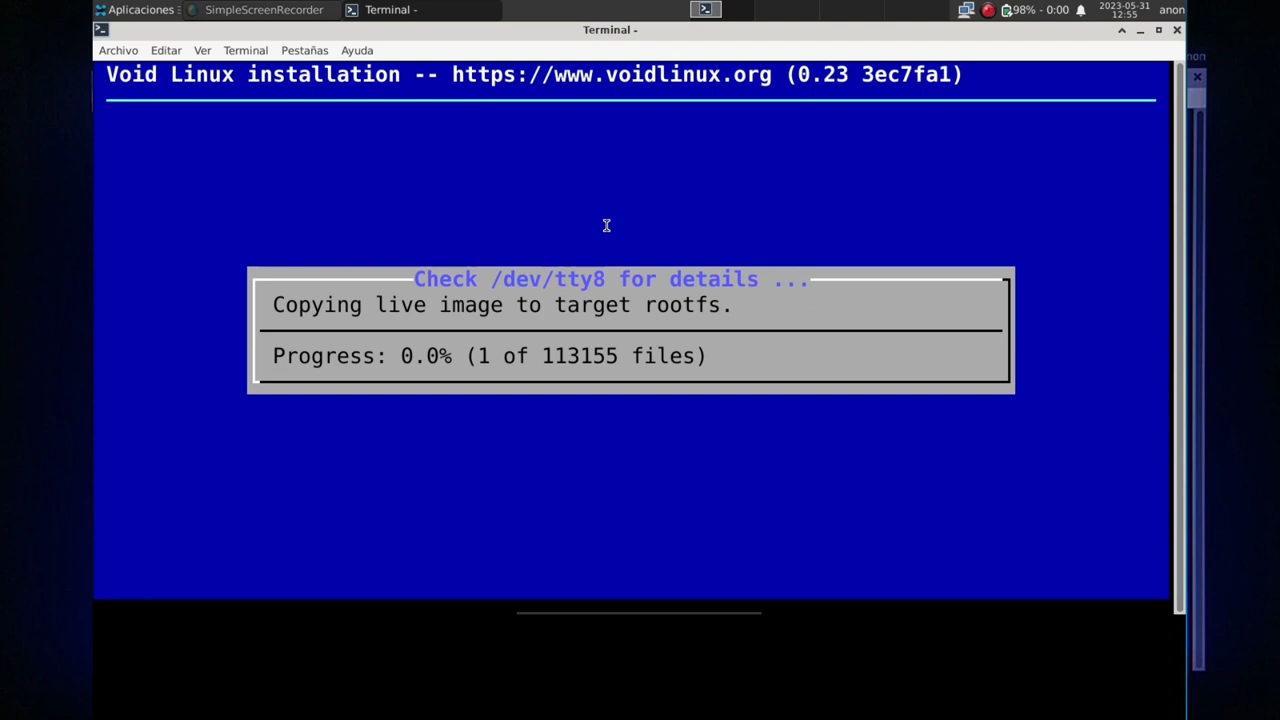 Aplicaciones SimpleScreenRecorder Terminal - 98% - 0:00 2023-05-31 anon
12:55
Terminal -
Archivo Editar Ver Terminal Pestañas Ayuda
non
Void Linux installation -- https://www.voidlinux.org (0.23 3ec7fa1)
Check /dev/tty8 for details ...
Copying live image to target rootfs.
Progress: 0.0% (1 of 113155 files)